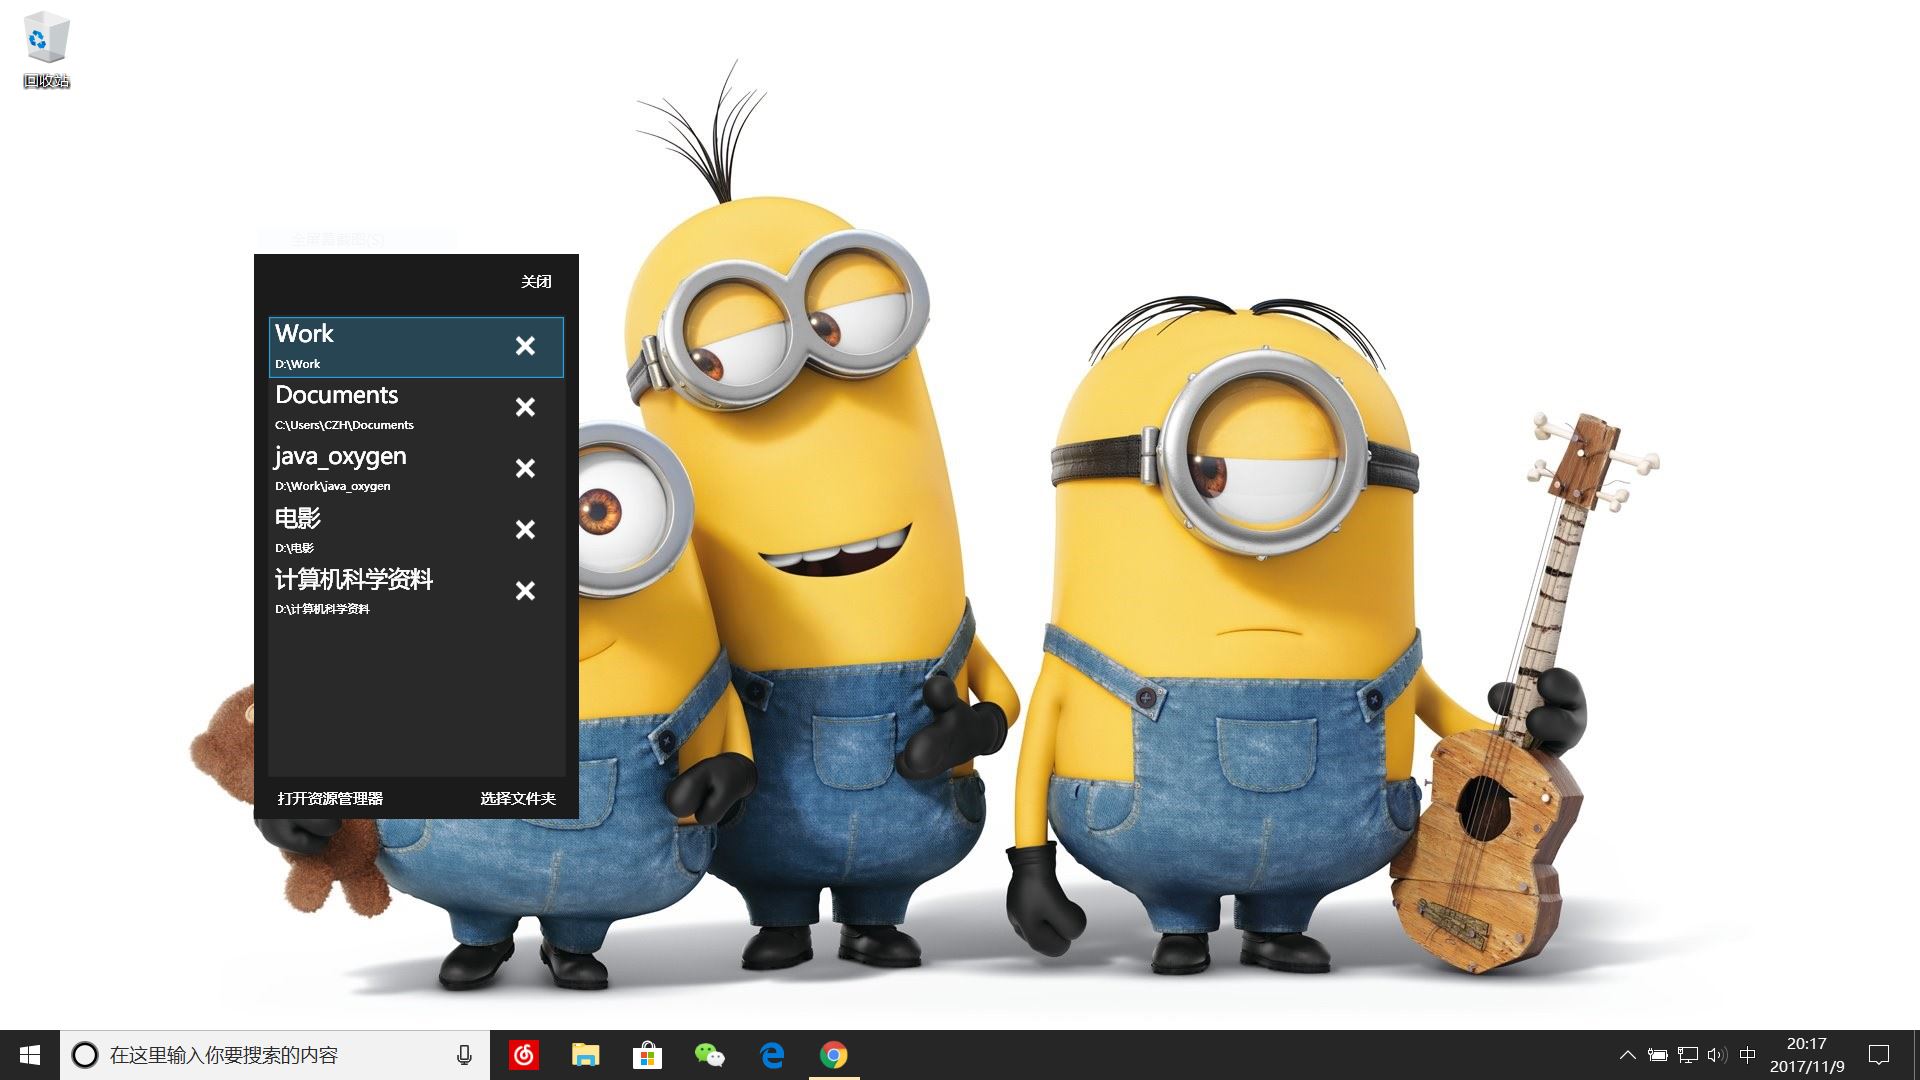 回收站
全屏幕截图(S)
关闭
Work
D:\Work
Documents
C:\Users\CZH\Documents
java_oxygen
D:\Work\java_oxygen
电影
D:\电影
计算机科学资料
D:\计算机科学资料
打开资源管理器
选择文件夹
在这里输入你要搜索的内容
中
20:17
2017/11/9